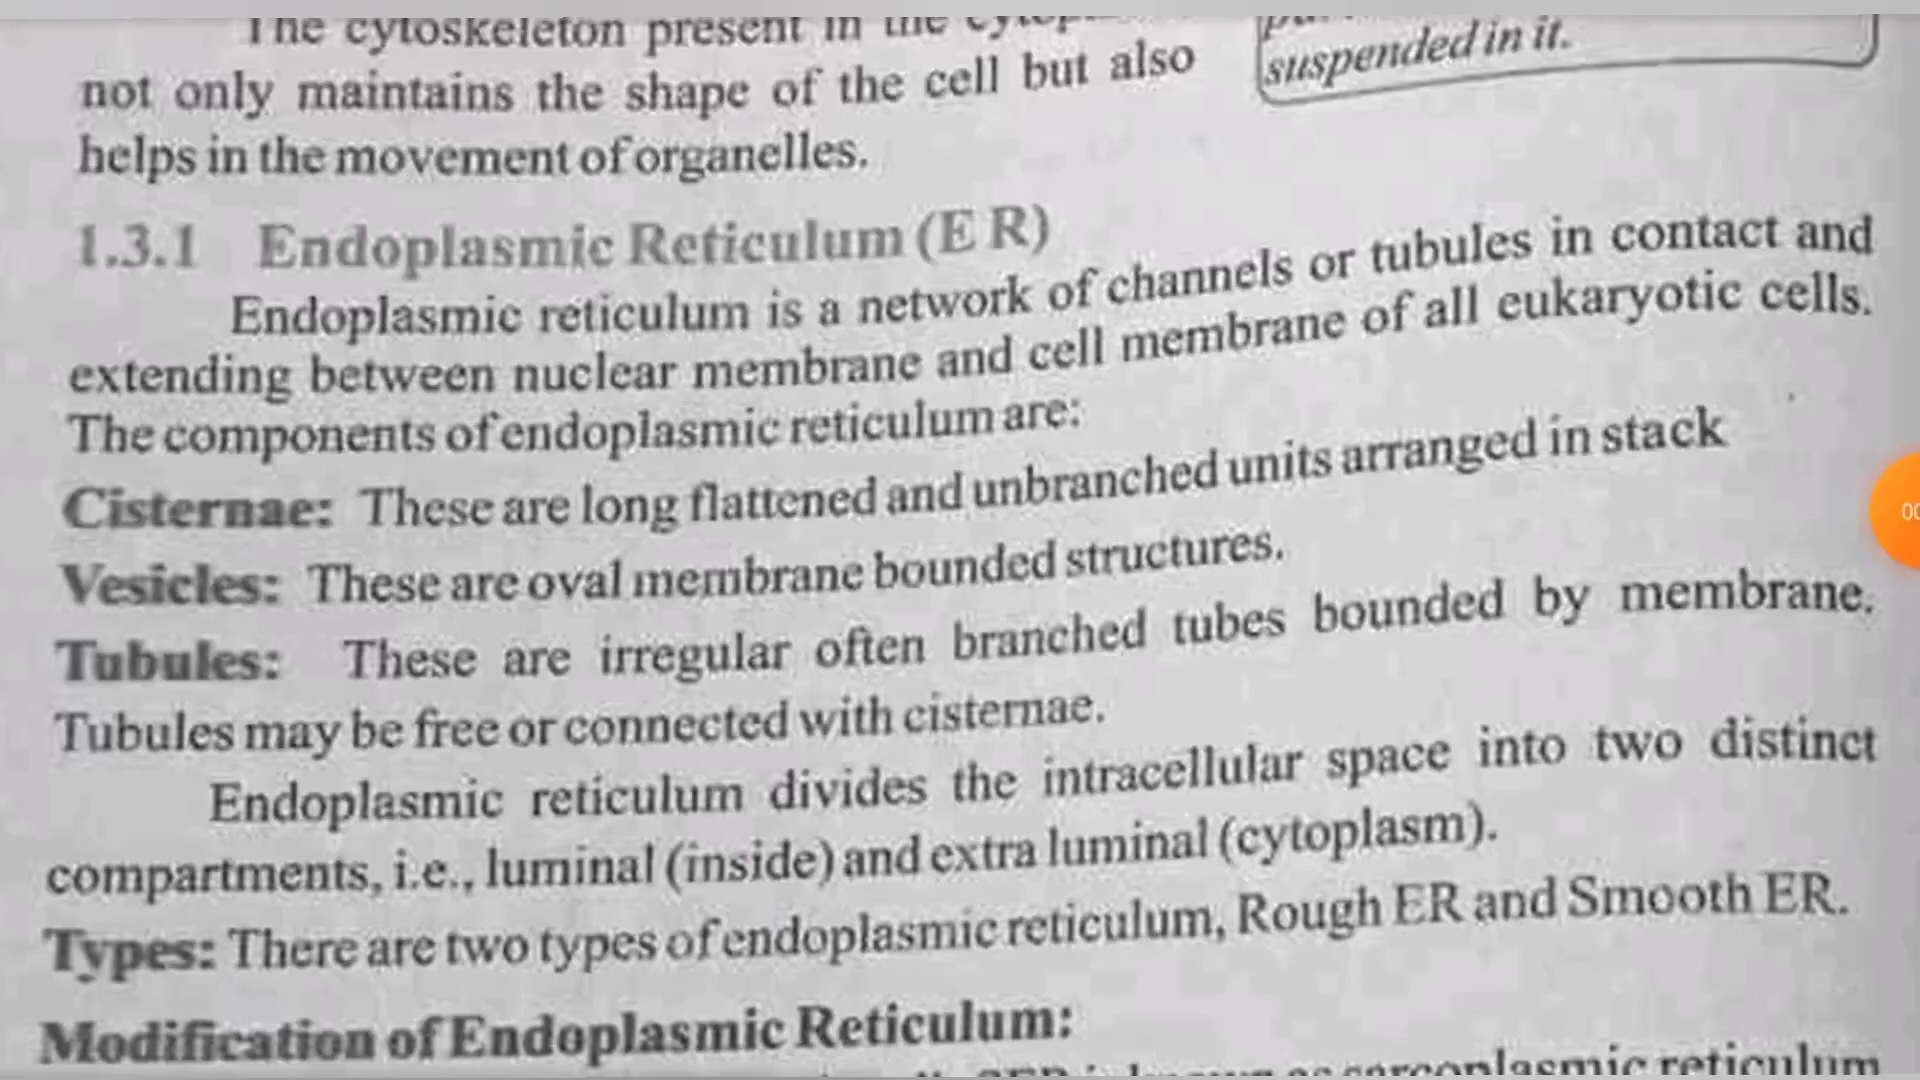 The cytoskeleton present in the
suspended in it.
not only maintains the shape of the cell but also
helps in the movement of organelles.
1.3.1 Endoplasmic Reticulum (E R)
Endoplasmic reticulum is a network of channels or tubules in contact and
extending between nuclear membrane and cell membrane of all eukaryotic cells.
The components of endoplasmic reticulum are:
Cisternae: These are long flattened and unbranched units arranged in stack
Vesicles: These are oval membrane bounded structures.
Tubules: These are irregular often branched tubes bounded by membrane.
Tubules may be free or connected with cisternae.
Endoplasmic reticulum divides the intracellular space into two distinct
compartments, i.e., luminal (inside) and extra luminal (cytoplasm).
Types: There are two types of endoplasmic reticulum, Rough ER and Smooth ER.
Modification of Endoplasmic Reticulum:
known as sarcoplasmic reticulum